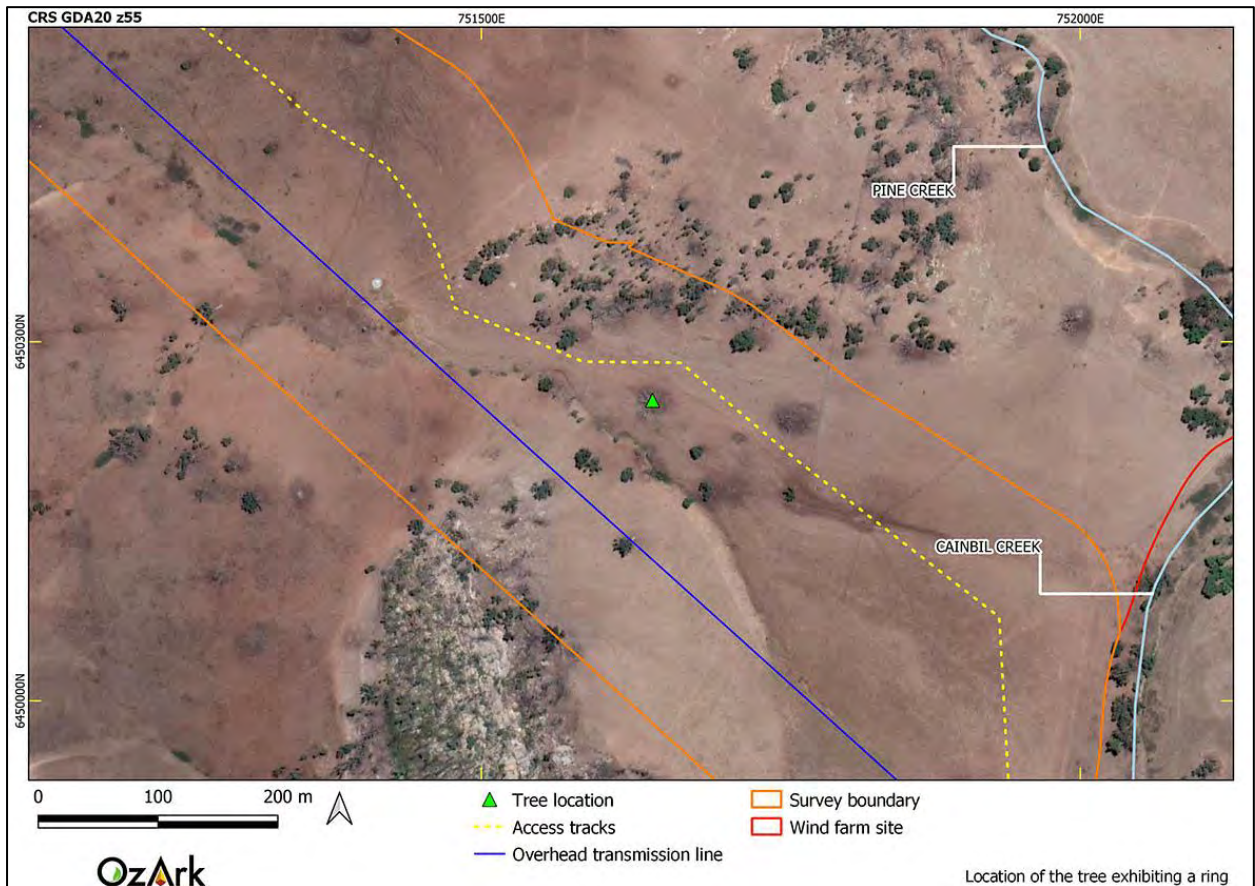 CRS GDA20 z55
751500E
752000E
6450300N
6450000N
PINE CREEK
CAINBIL CREEK
0 100 200 m
Tree location
Access tracks
Overhead transmission line
Survey boundary
Wind farm site
OzArk
Location of the tree exhibiting a ring